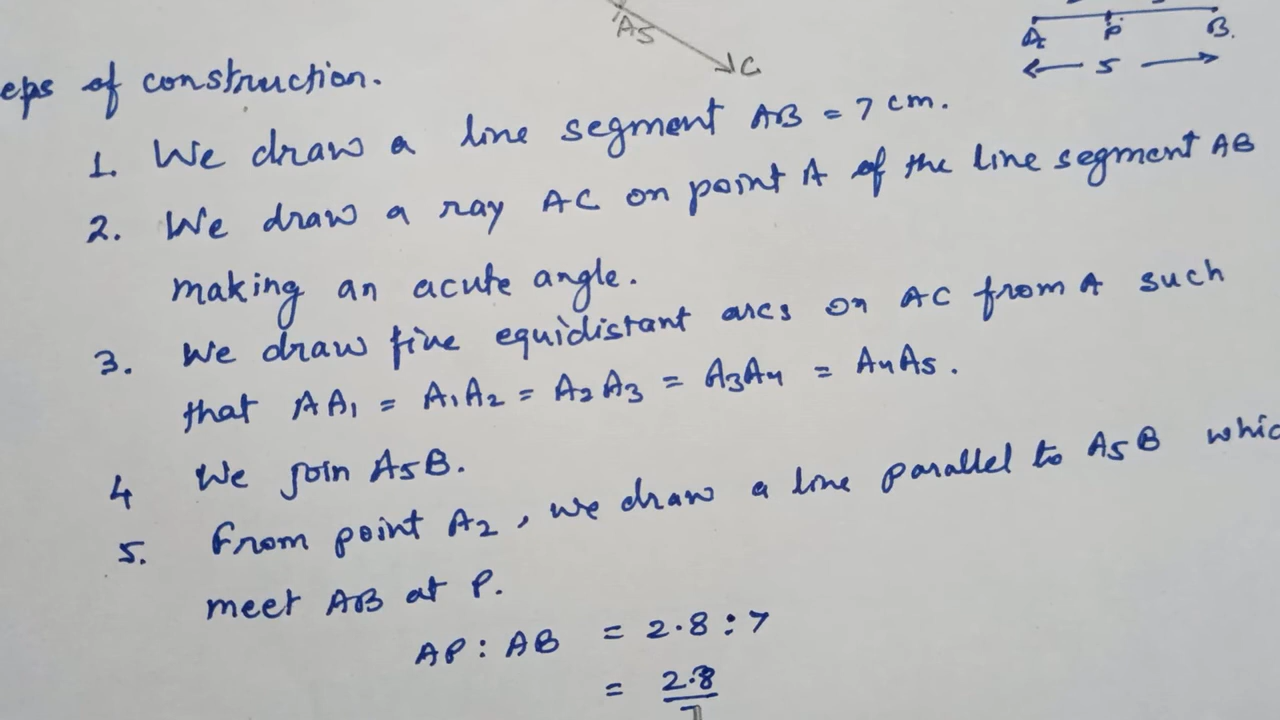 A5
C
A P B.
5
eps of construction.
1. We draw a line segment AB = 7 cm.
2. We draw a ray AC on point A of the line segment AB
making an acute angle.
3. We draw five equidistant arcs on AC from A such
that AA1 = A1A2 = A2A3 = A3A4 = A4A5.
4 We join A5B.
5. From point A2, we draw a line parallel to A5B whic
meet AB at P.
AP : AB = 2.8 : 7
= 2.8